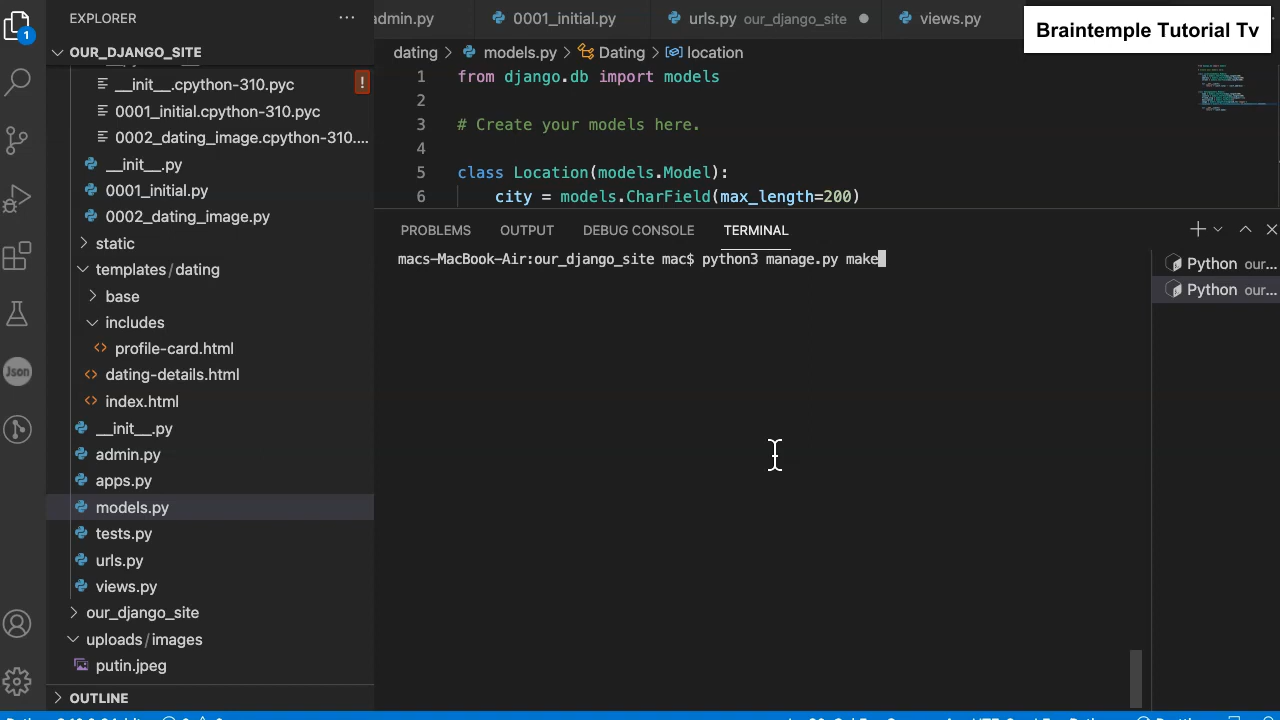 EXPLORER
OUR_DJANGO_SITE
__init__.cpython-310.pyc
!
0001_initial.cpython-310.pyc
0002_dating_image.cpython-310....
__init__.py
0001_initial.py
0002_dating_image.py
static
templates/dating
base
includes
profile-card.html
dating-details.html
index.html
__init__.py
admin.py
apps.py
models.py
tests.py
urls.py
views.py
our_django_site
uploads/images
putin.jpeg
OUTLINE
1
Json
admin.py
0001_initial.py
urls.py our_django_site
views.py
Braintemple Tutorial Tv
dating > models.py > Dating > location
1 from django.db import models
2
3 # Create your models here.
4
5 class Location(models.Model):
6 city = models.CharField(max_length=200)
PROBLEMS OUTPUT DEBUG CONSOLE TERMINAL
macs-MacBook-Air:our_django_site mac$ python3 manage.py make
Python our...
Python our...